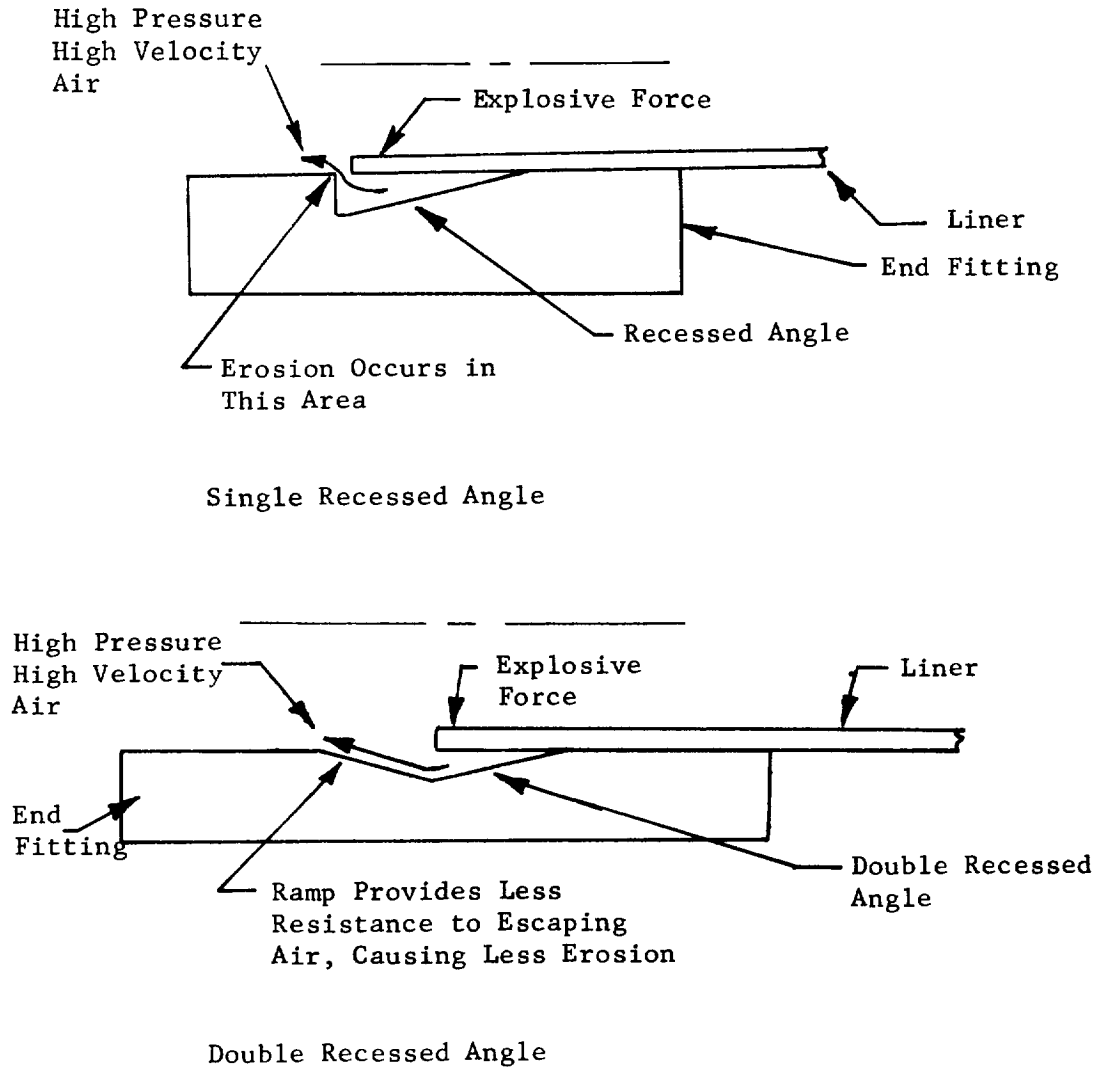 High Pressure
High Velocity
Air
Explosive Force
Liner
End Fitting
Recessed Angle
Erosion Occurs in
This Area
Single Recessed Angle
High Pressure
High Velocity
Air
Explosive
Force
Liner
End
Fitting
Double Recessed
Angle
Ramp Provides Less
Resistance to Escaping
Air, Causing Less Erosion
Double Recessed Angle